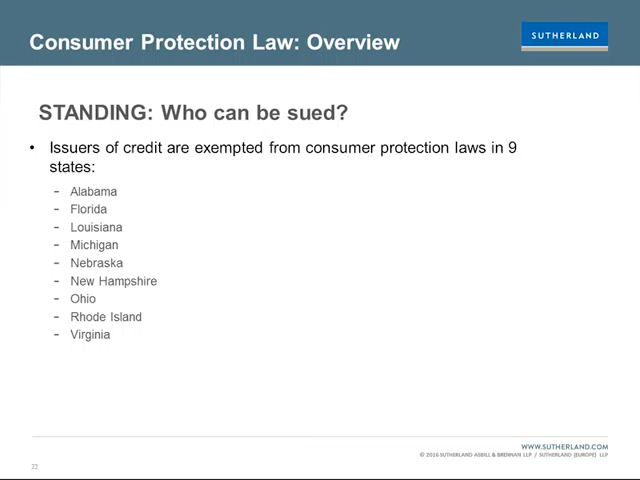 Consumer Protection Law: Overview
SUTHERLAND
STANDING: Who can be sued?
• Issuers of credit are exempted from consumer protection laws in 9
states:
– Alabama
– Florida
– Louisiana
– Michigan
– Nebraska
– New Hampshire
– Ohio
– Rhode Island
– Virginia
WWW.SUTHERLAND.COM
© 2016 SUTHERLAND ASBILL & BRENNAN LLP / SUTHERLAND (EUROPE) LLP
22